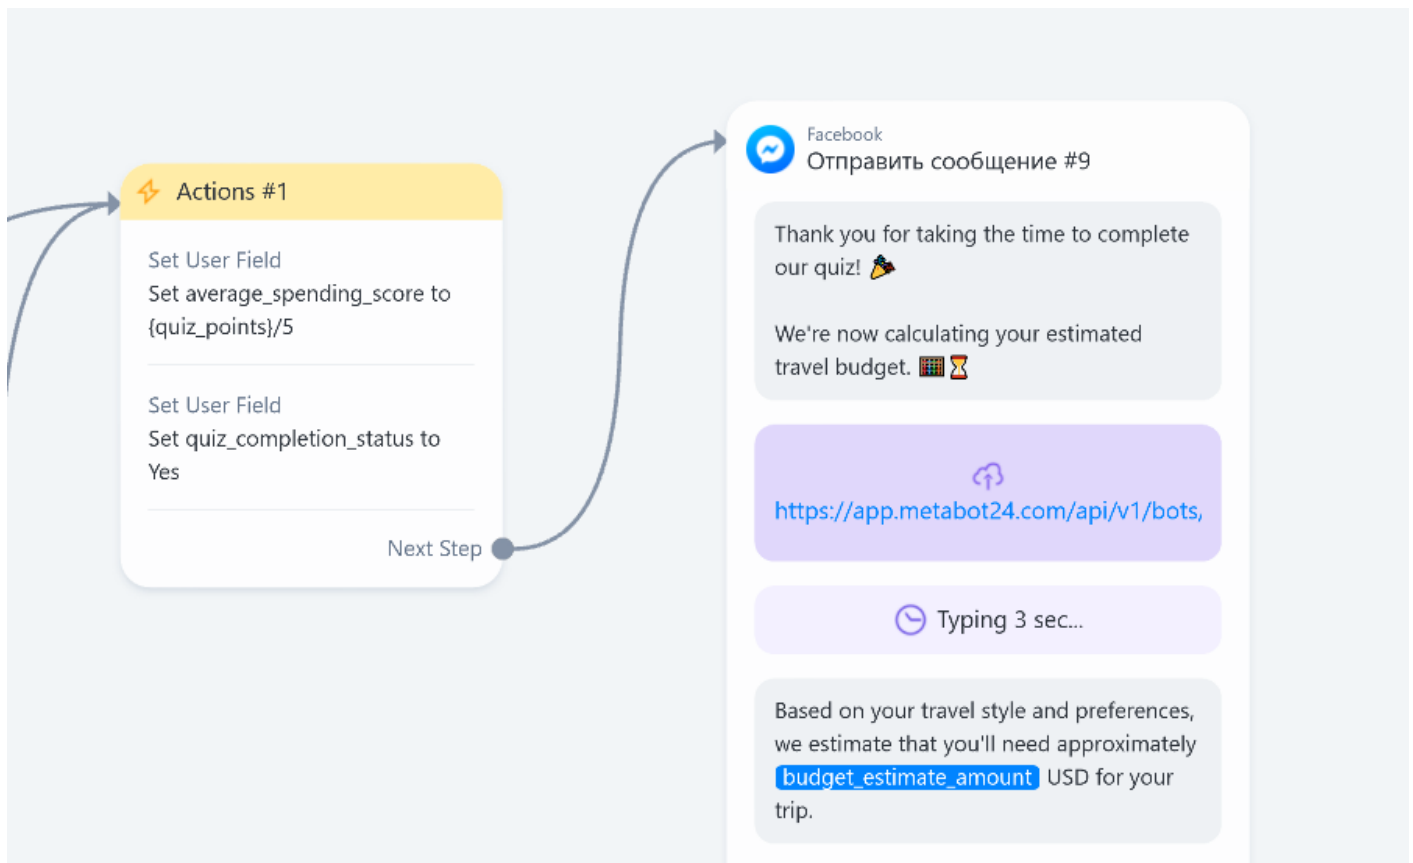 Actions #1
Set User Field
Set average_spending_score to
{quiz_points}/5
Set User Field
Set quiz_completion_status to
Yes
Next Step
Facebook
Отправить сообщение #9
Thank you for taking the time to complete
our quiz! 🎉
We're now calculating your estimated
travel budget. 🧮⏳
https://app.metabot24.com/api/v1/bots,
Typing 3 sec...
Based on your travel style and preferences,
we estimate that you'll need approximately
budget_estimate_amount USD for your
trip.